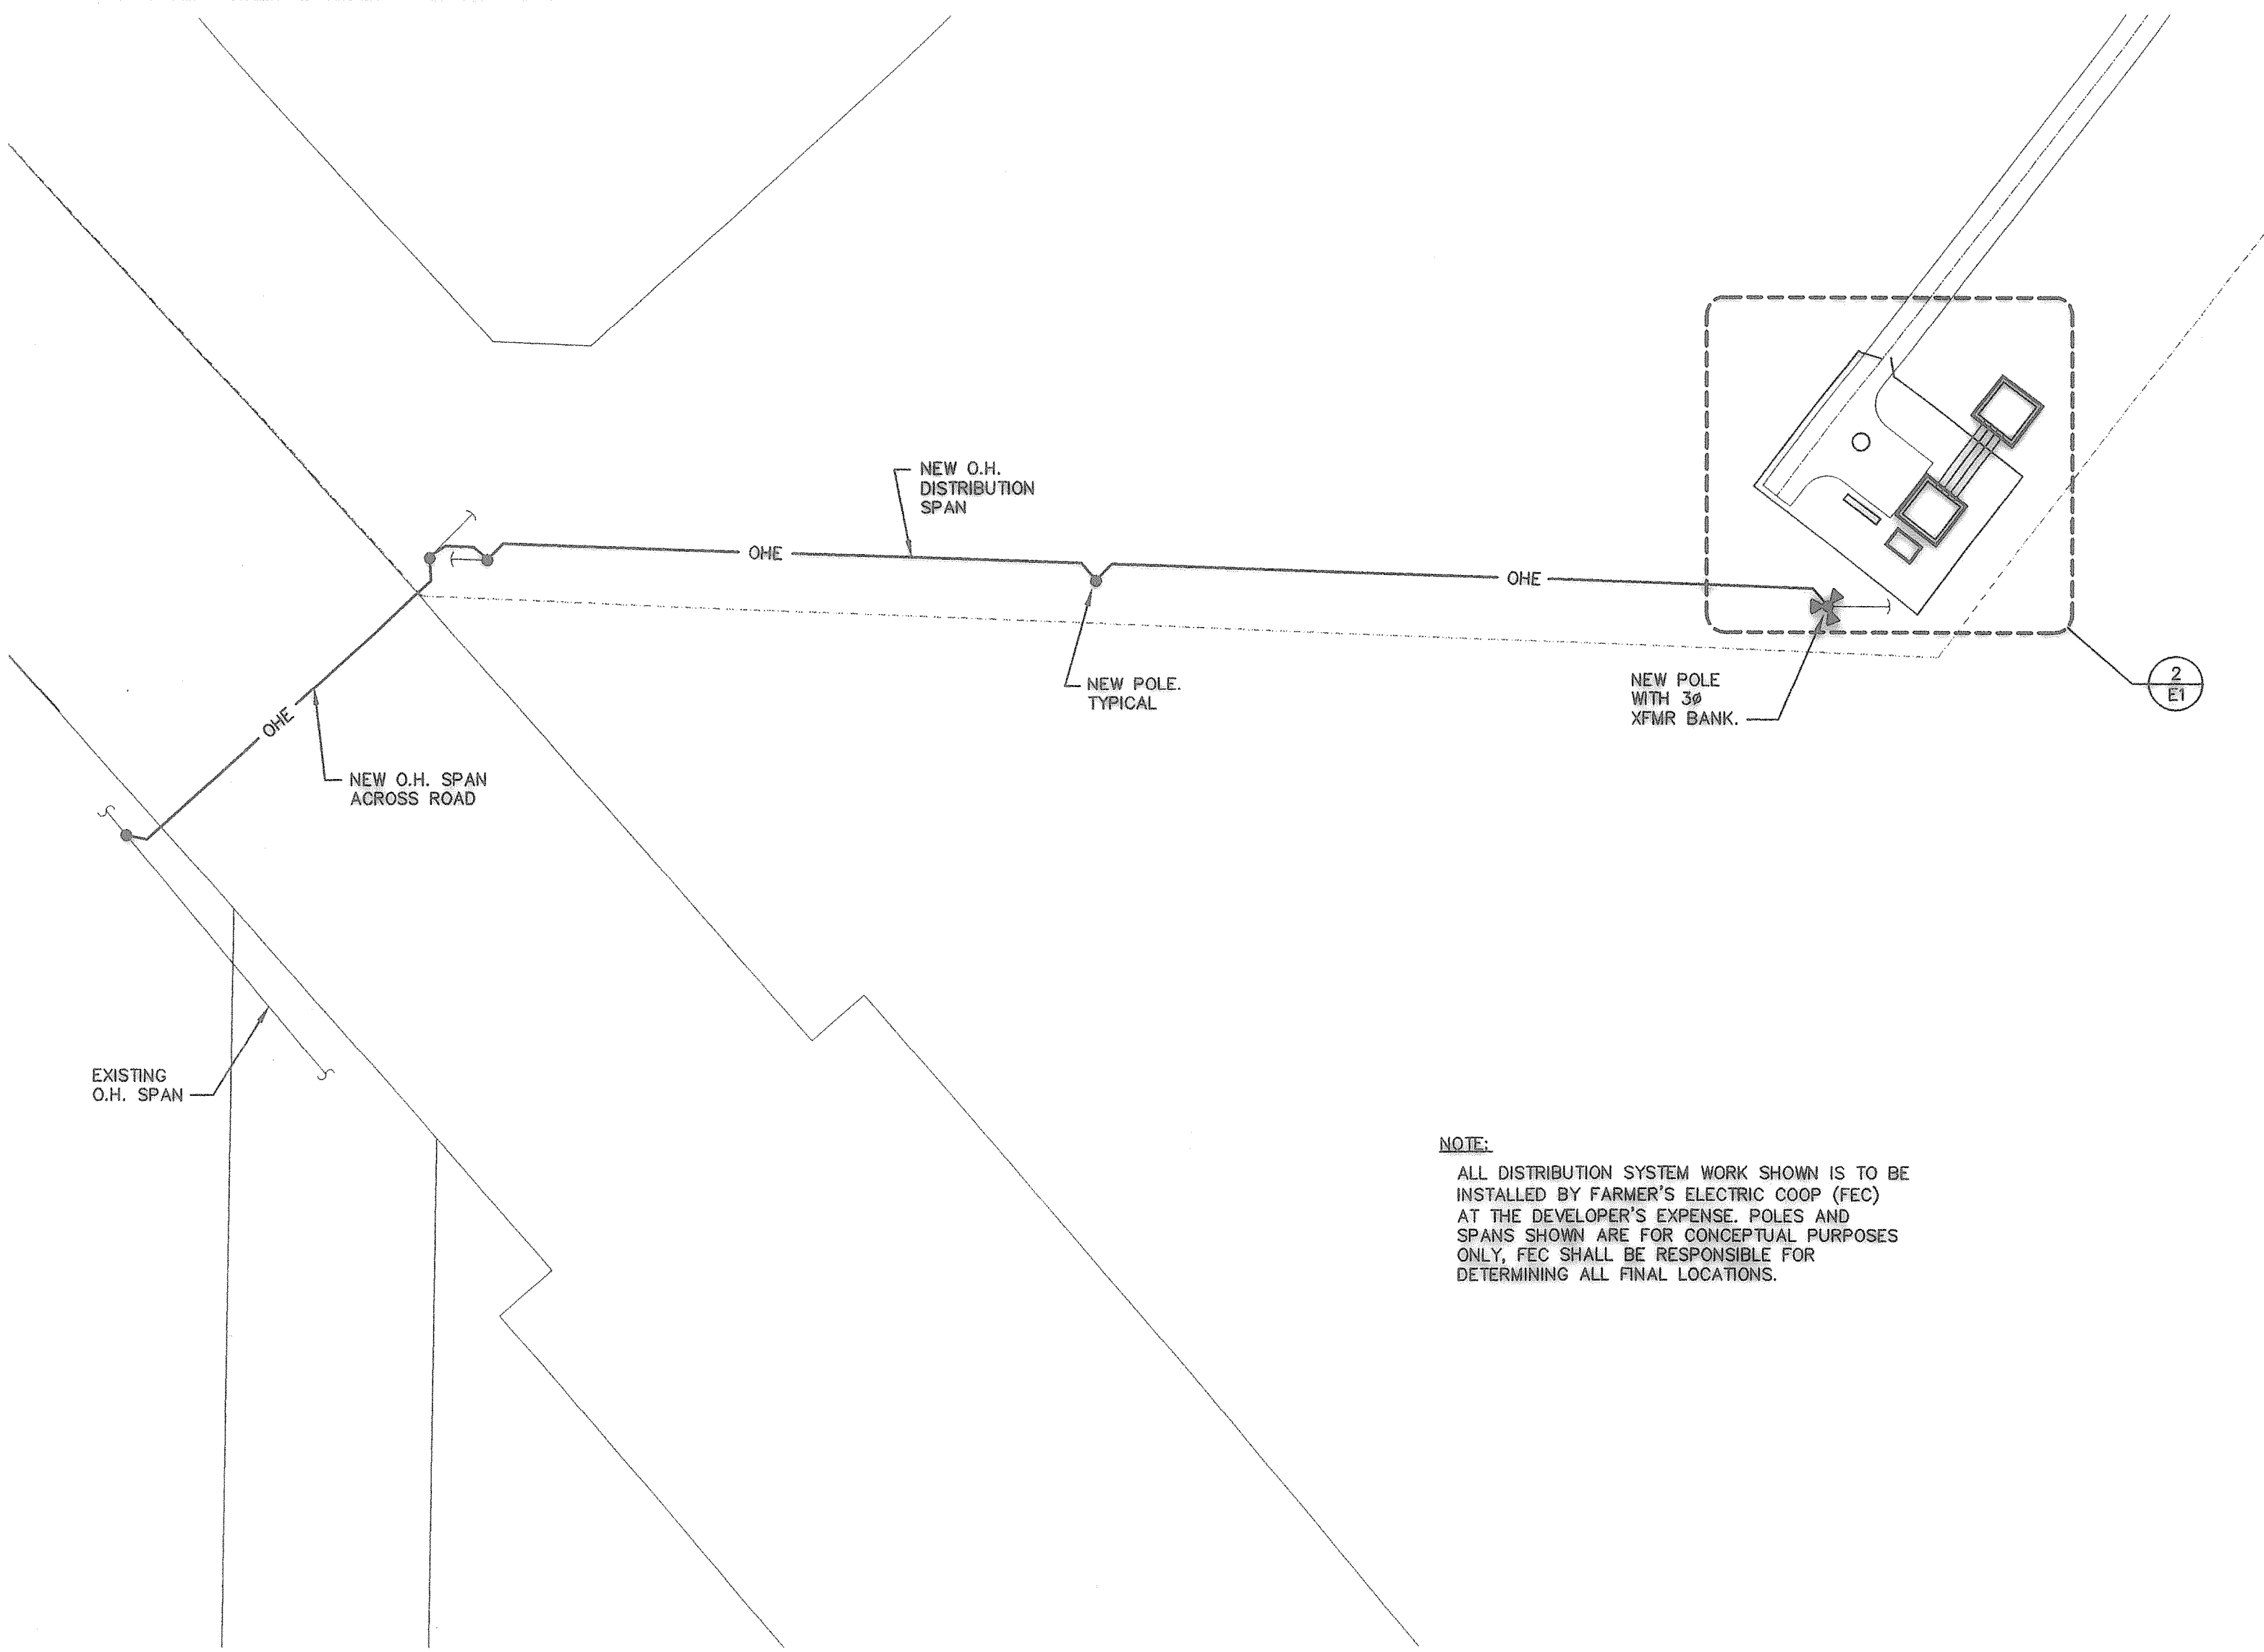 NEW O.H.
DISTRIBUTION
SPAN
OHE
OHE
NEW POLE.
TYPICAL
NEW POLE
WITH 3ø
XFMR BANK.
2
E1
OHE
NEW O.H. SPAN
ACROSS ROAD
EXISTING
O.H. SPAN
NOTE:
ALL DISTRIBUTION SYSTEM WORK SHOWN IS TO BE
INSTALLED BY FARMER'S ELECTRIC COOP (FEC)
AT THE DEVELOPER'S EXPENSE. POLES AND
SPANS SHOWN ARE FOR CONCEPTUAL PURPOSES
ONLY, FEC SHALL BE RESPONSIBLE FOR
DETERMINING ALL FINAL LOCATIONS.